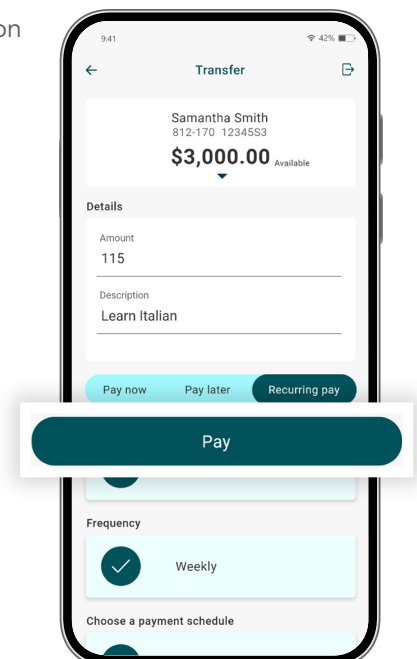 on
9:41
42%
Transfer
Samantha Smith
812-170 12345S3
$3,000.00 Available
Details
Amount
115
Description
Learn Italian
Pay now Pay later Recurring pay
Pay
Frequency
Weekly
Choose a payment schedule